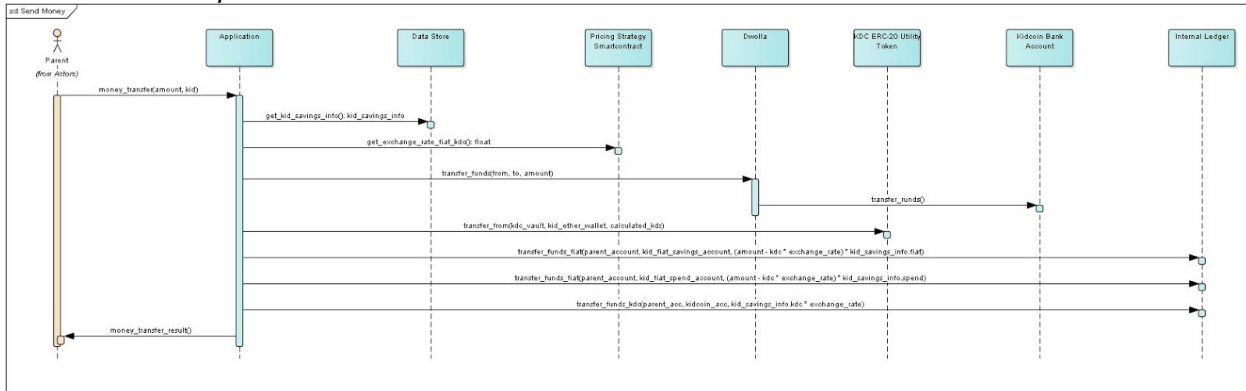 sd Send Money
Parent
(from Actors)
Application
Data Store
Pricing Strategy
Smartcontract
Dwolla
KDC ERC-20 Utility
Token
Kidcoin Bank
Account
Internal Ledger
money_transfer(amount, kid)
get_kid_savings_info(): kid_savings_info
get_exchange_rate_fiat_kdc(): float
transfer_funds(from, to, amount)
transfer_runds()
transfer_from(kdc_vault, kid_ether_wallet, calculated_kds)
transfer_funds_fiat(parent_account, kid_fiat_savings_account, (amount - kdc * exchange_rate) * kid_savings_info.fiat)
transfer_funds_fiat(parent_account, kid_fiat_spend_account, (amount - kdc * exchange_rate) * kid_savings_info.spend)
transfer_funds_kdc(parent_acc, kidcoin_acc, kid_savings_info.kdc * exchange_rate)
money_transfer_result()